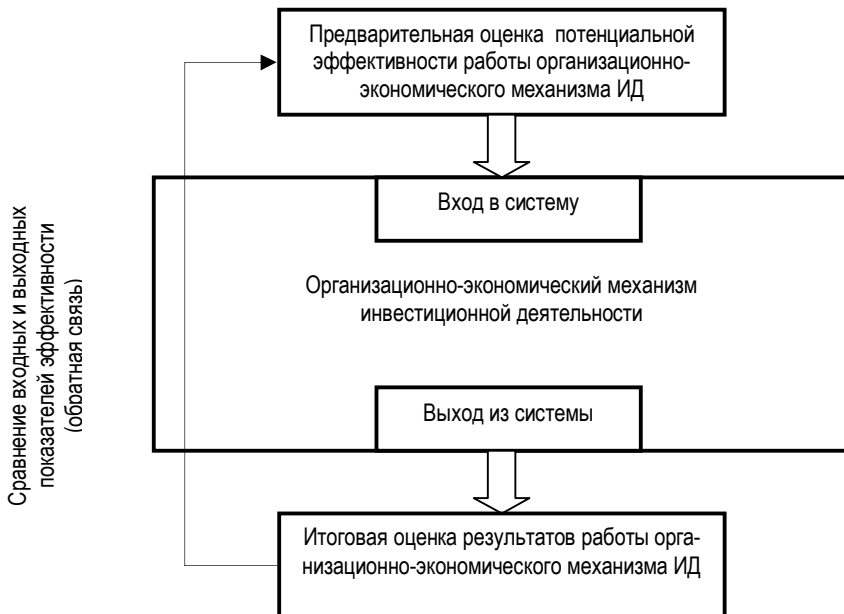 Предварительная оценка потенциальной
эффективности работы организационно-
экономического механизма ИД
Вход в систему
Организационно-экономический механизм
инвестиционной деятельности
Выход из системы
Итоговая оценка результатов работы орга-
низационно-экономического механизма ИД
Сравнение входных и выходных
показателей эффективности
(обратная связь)